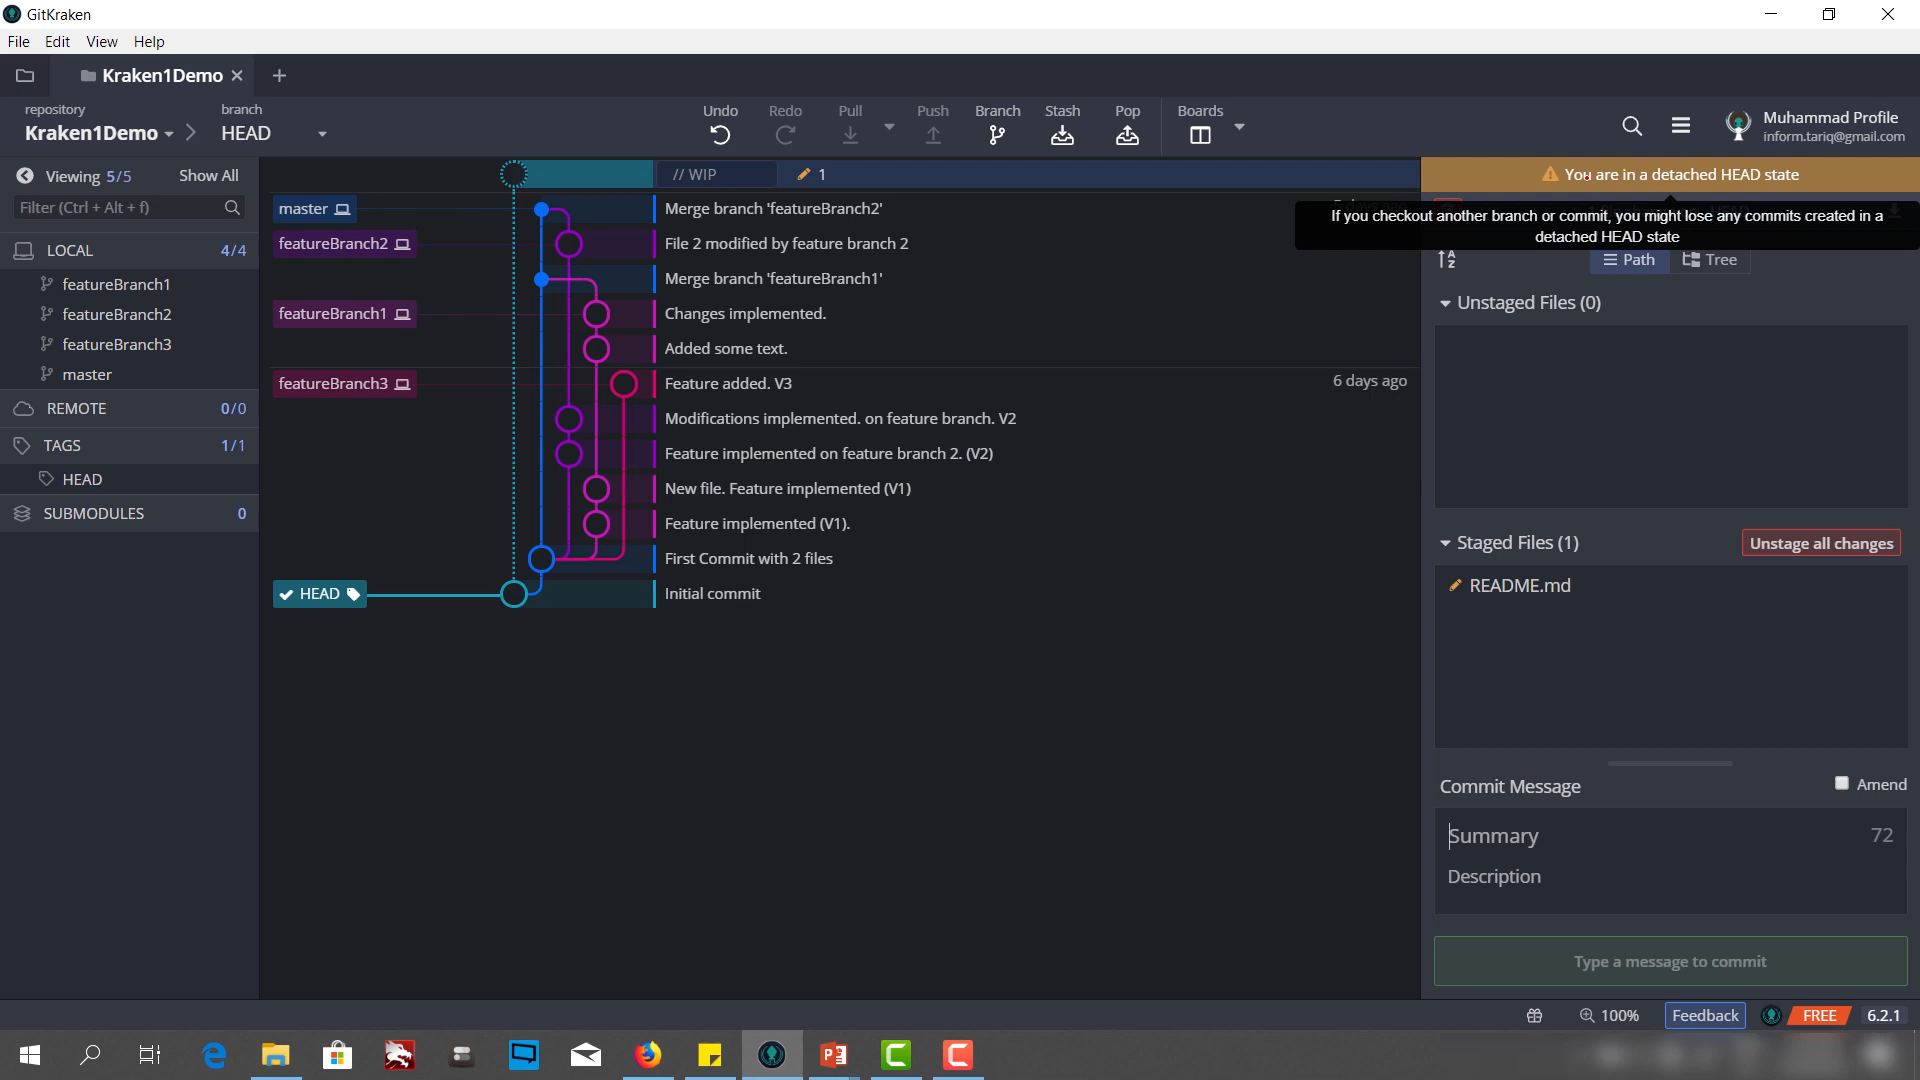 GitKraken
File Edit View Help
Kraken1Demo
repository
Kraken1Demo
branch
HEAD
Undo
Redo
Pull
Push
Branch
Stash
Pop
Boards
Muhammad Profile
inform.tariq@gmail.com
Viewing 5/5 Show All
Filter (Ctrl + Alt + f)
LOCAL 4/4
featureBranch1
featureBranch2
featureBranch3
master
REMOTE 0/0
TAGS 1/1
HEAD
SUBMODULES 0
// WIP 1
master Merge branch 'featureBranch2'
5 days ago
featureBranch2 File 2 modified by feature branch 2
Merge branch 'featureBranch1'
featureBranch1 Changes implemented.
Added some text.
featureBranch3 Feature added. V3 6 days ago
Modifications implemented. on feature branch. V2
Feature implemented on feature branch 2. (V2)
New file. Feature implemented (V1)
Feature implemented (V1).
First Commit with 2 files
HEAD Initial commit
You are in a detached HEAD state
If you checkout another branch or commit, you might lose any commits created in a
detached HEAD state
Path Tree
Unstaged Files (0)
Staged Files (1) Unstage all changes
README.md
Commit Message Amend
Summary 72
Description
Type a message to commit
100% Feedback FREE 6.2.1